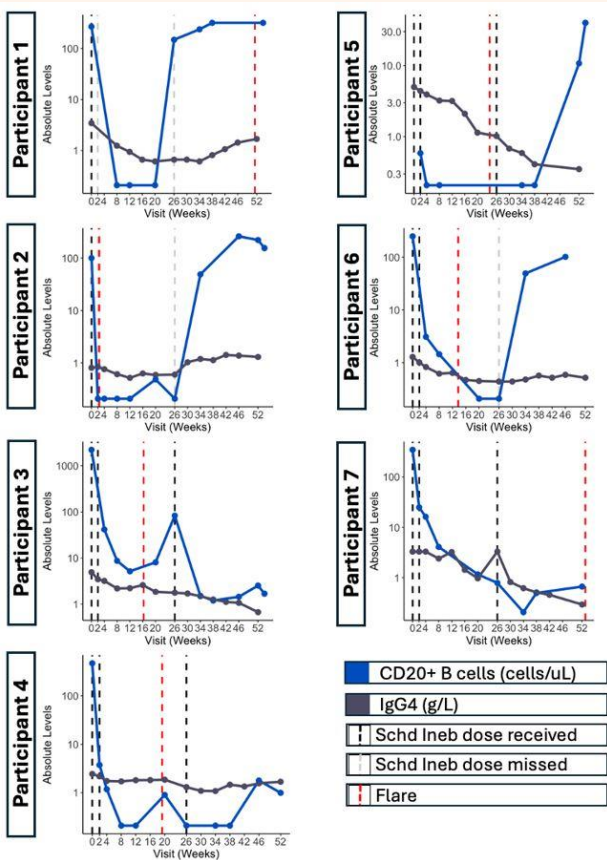 Participant 1
Absolute Levels
100
10
1
0 2 4 8 12 16 20 26 30 34 38 42 46 52
Visit (Weeks)
Participant 5
Absolute Levels
30.0
10.0
3.0
1.0
0.3
0 2 4 8 12 16 20 26 30 34 38 42 46 52
Visit (Weeks)
Participant 2
Absolute Levels
100
1
0 2 4 8 12 16 20 26 30 34 38 42 46 52
Visit (Weeks)
Participant 6
Absolute Levels
100
1
0 2 4 8 12 16 20 26 30 34 38 42 46 52
Visit (Weeks)
Participant 3
Absolute Levels
1000
100
10
1
0 2 4 8 12 16 20 26 30 34 38 42 46 52
Visit (Weeks)
Participant 7
Absolute Levels
100
10
1
0 2 4 8 12 16 20 26 30 34 38 42 46 52
Visit (Weeks)
Participant 4
Absolute Levels
100
10
1
0 2 4 8 12 16 20 26 30 34 38 42 46 52
Visit (Weeks)
CD20+ B cells (cells/uL)
IgG4 (g/L)
Schd Ineb dose received
Schd Ineb dose missed
Flare